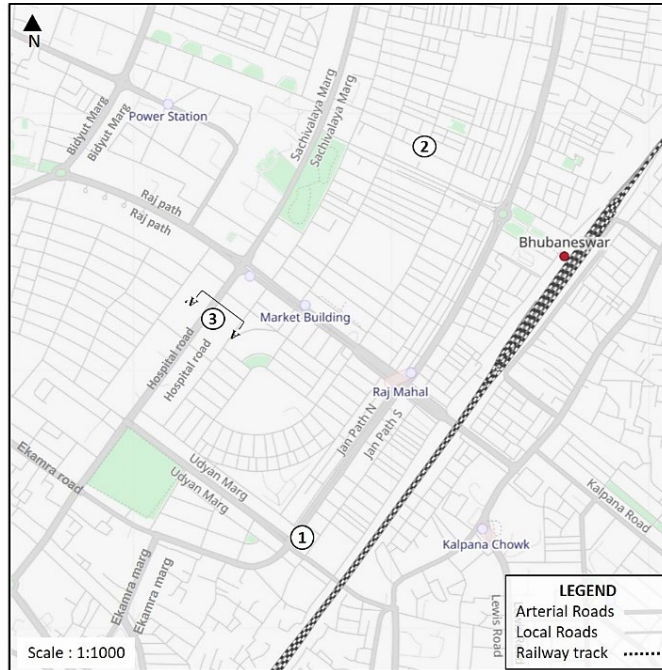 N
Bidyut Marg
Bidyut Marg
Power Station
Sachivalaya Marg
Sachivalaya Marg
2
Raj path
Raj path
Bhubaneswar
A'
A
3
Market Building
Hospital road
Hospital road
Raj Mahal
Jan Path N
Jan Path S
Udyan Marg
Udyan Marg
Ekamra road
Kalpana Road
1
Kalpana Chowk
Ekamra marg
Ekamra marg
Lewis Road
LEGEND
Arterial Roads
Local Roads
Railway track
Scale : 1:1000